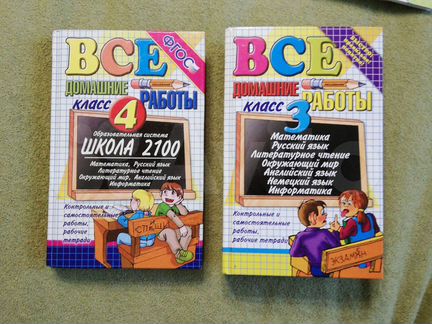 ВСЕ
ФГОС
ДОМАШНИЕ
РАБОТЫ
КЛАСС
4
Образовательная система
ШКОЛА 2100
Математика, Русский язык
Литературное чтение
Окружающий мир, Английский язык
Информатика
Контрольные и
самостоятельные
работы,
рабочие
тетради
СПИШИ
ВСЕ
ДОМАШНИЕ
РАБОТЫ
КЛАСС
3
Математика
Русский язык
Литературное чтение
Окружающий мир
Английский язык
Немецкий язык
Информатика
Контрольные и
самостоятельные
работы,
рабочие тетради
ЭКЗАМЕН